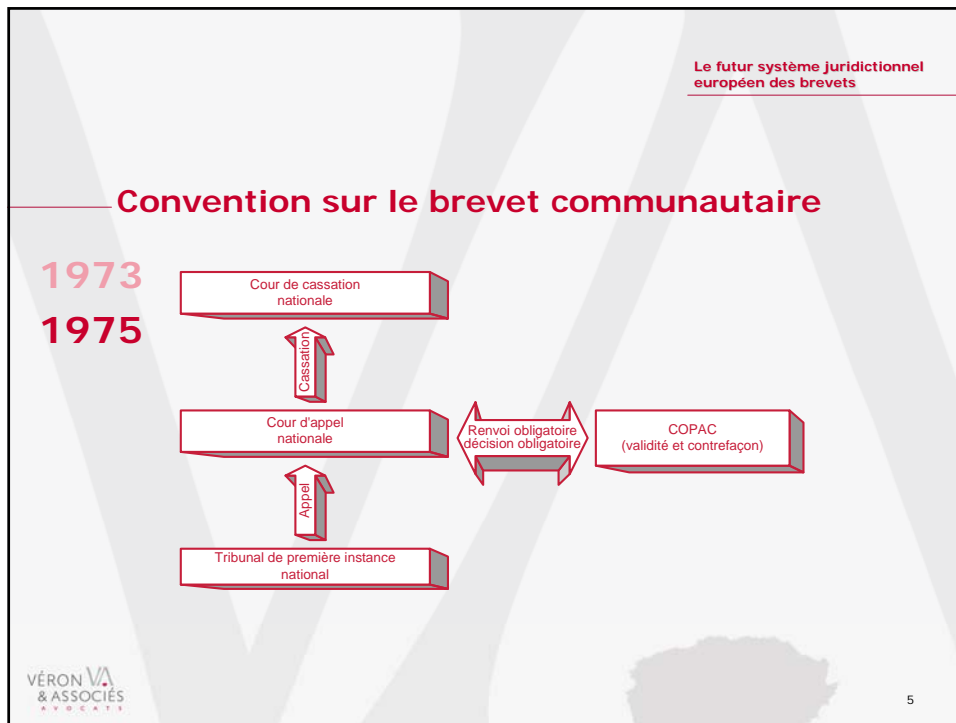 Le futur système juridictionnel
européen des brevets
Convention sur le brevet communautaire
1973
1975
Cour de cassation
nationale
Cassation
Cour d'appel
nationale
Renvoi obligatoire
décision obligatoire
COPAC
(validité et contrefaçon)
Appel
Tribunal de première instance
national
VÉRON VA
& ASSOCIÉS
AVOCATS
5